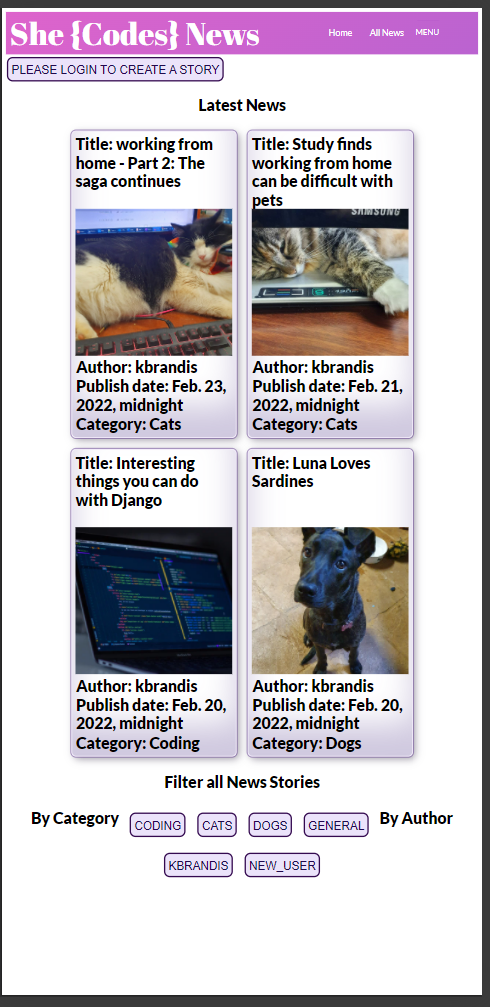 She {Codes} News
Home All News MENU
PLEASE LOGIN TO CREATE A STORY
Latest News
Title: working from
home - Part 2: The
saga continues
Author: kbrandis
Publish date: Feb. 23,
2022, midnight
Category: Cats
Title: Study finds
working from home
can be difficult with
pets
SAMSUNG
Author: kbrandis
Publish date: Feb. 21,
2022, midnight
Category: Cats
Title: Interesting
things you can do
with Django
Author: kbrandis
Publish date: Feb. 20,
2022, midnight
Category: Coding
Title: Luna Loves
Sardines
Author: kbrandis
Publish date: Feb. 20,
2022, midnight
Category: Dogs
Filter all News Stories
By Category CODING CATS DOGS GENERAL By Author
KBRANDIS NEW_USER